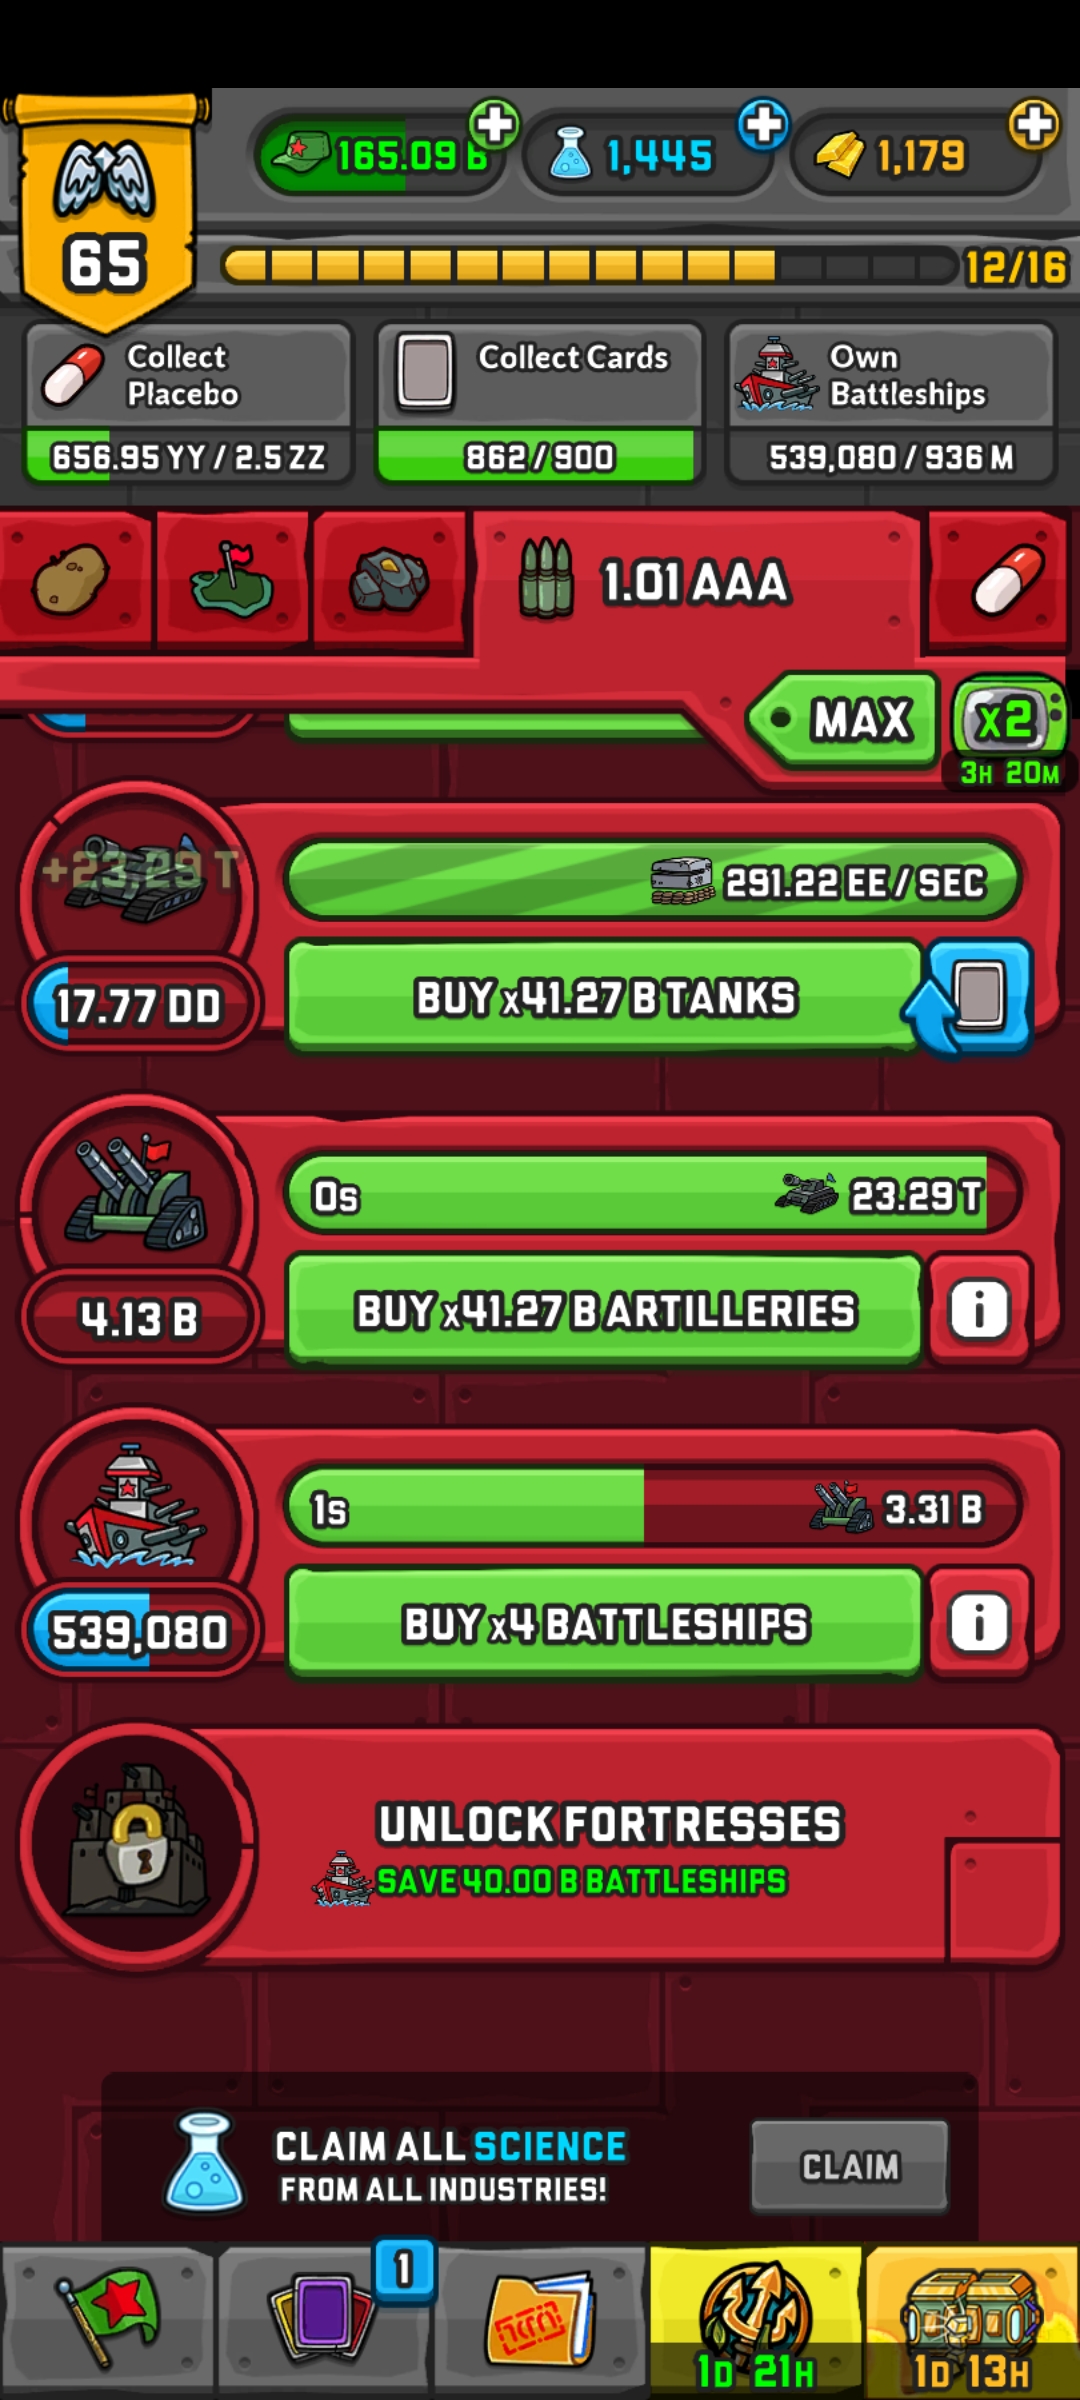 165.09 B
1,445
1,179
65
12/16
Collect
Placebo
Collect Cards
Own
Battleships
656.95 YY / 2.5 ZZ
862/900
539,080 / 936 M
1.01 AAA
MAX
x2
3H 20M
+23.29 T
291.22 EE / SEC
17.77 DD
BUY x41.27 B TANKS
0s
23.29 T
4.13 B
BUY x41.27 B ARTILLERIES
i
1s
3.31 B
539,080
BUY x4 BATTLESHIPS
i
UNLOCK FORTRESSES
SAVE 40.00 B BATTLESHIPS
CLAIM ALL SCIENCE
FROM ALL INDUSTRIES!
CLAIM
1
1D 21H
1D 13H